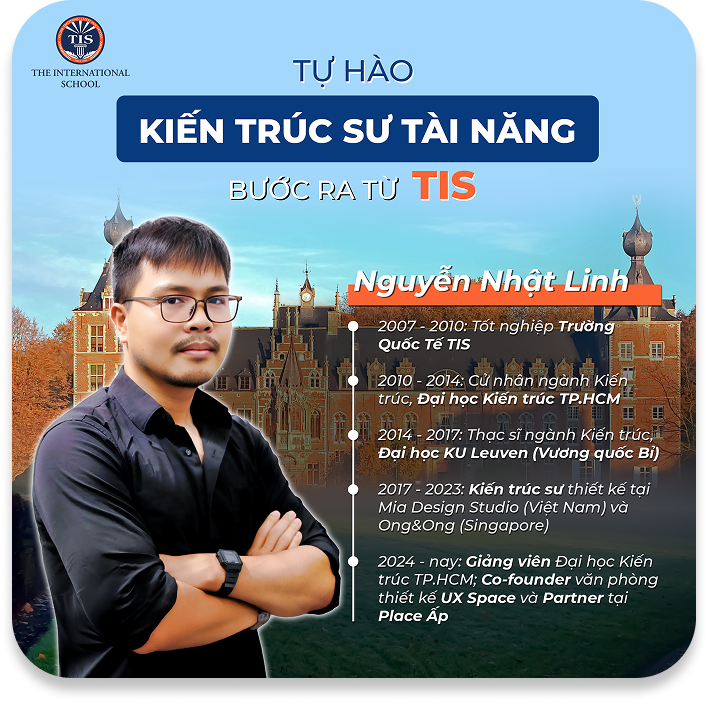 TIS
THE INTERNATIONAL
SCHOOL
TỰ HÀO
KIẾN TRÚC SƯ TÀI NĂNG
BƯỚC RA TỪ TIS
Nguyễn Nhật Linh
2007 - 2010: Tốt nghiệp Trường
Quốc Tế TIS
2010 - 2014: Cử nhân ngành Kiến
trúc, Đại học Kiến trúc TP.HCM
2014 - 2017: Thạc sĩ ngành Kiến trúc,
Đại học KU Leuven (Vương quốc Bỉ)
2017 - 2023: Kiến trúc sư thiết kế tại
Mia Design Studio (Việt Nam) và
Ong&Ong (Singapore)
2024 - nay: Giảng viên Đại học Kiến
trúc TP.HCM; Co-founder văn phòng
thiết kế UX Space và Partner tại
Place Ấp